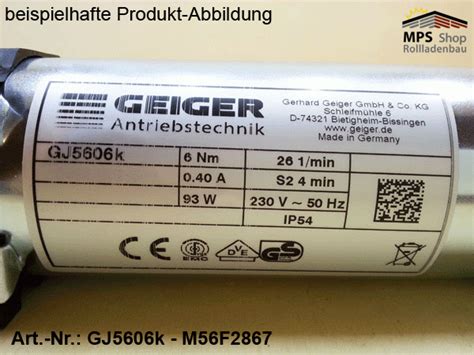 beispielhafte Produkt-Abbildung
MPS Shop
Rollladenbau
GEIGER
Antriebstechnik
Gerhard Geiger GmbH & Co. KG
Schleifmühle 6
D-74321 Bietigheim-Bissingen
www.geiger.de
Made in Germany
GJ5606k
6 Nm
26 1/min
0.40 A
S2 4 min
93 W
230 V ~ 50 Hz
IP54
CE
EMC
DVE
GS
Art.-Nr.: GJ5606k - M56F2867